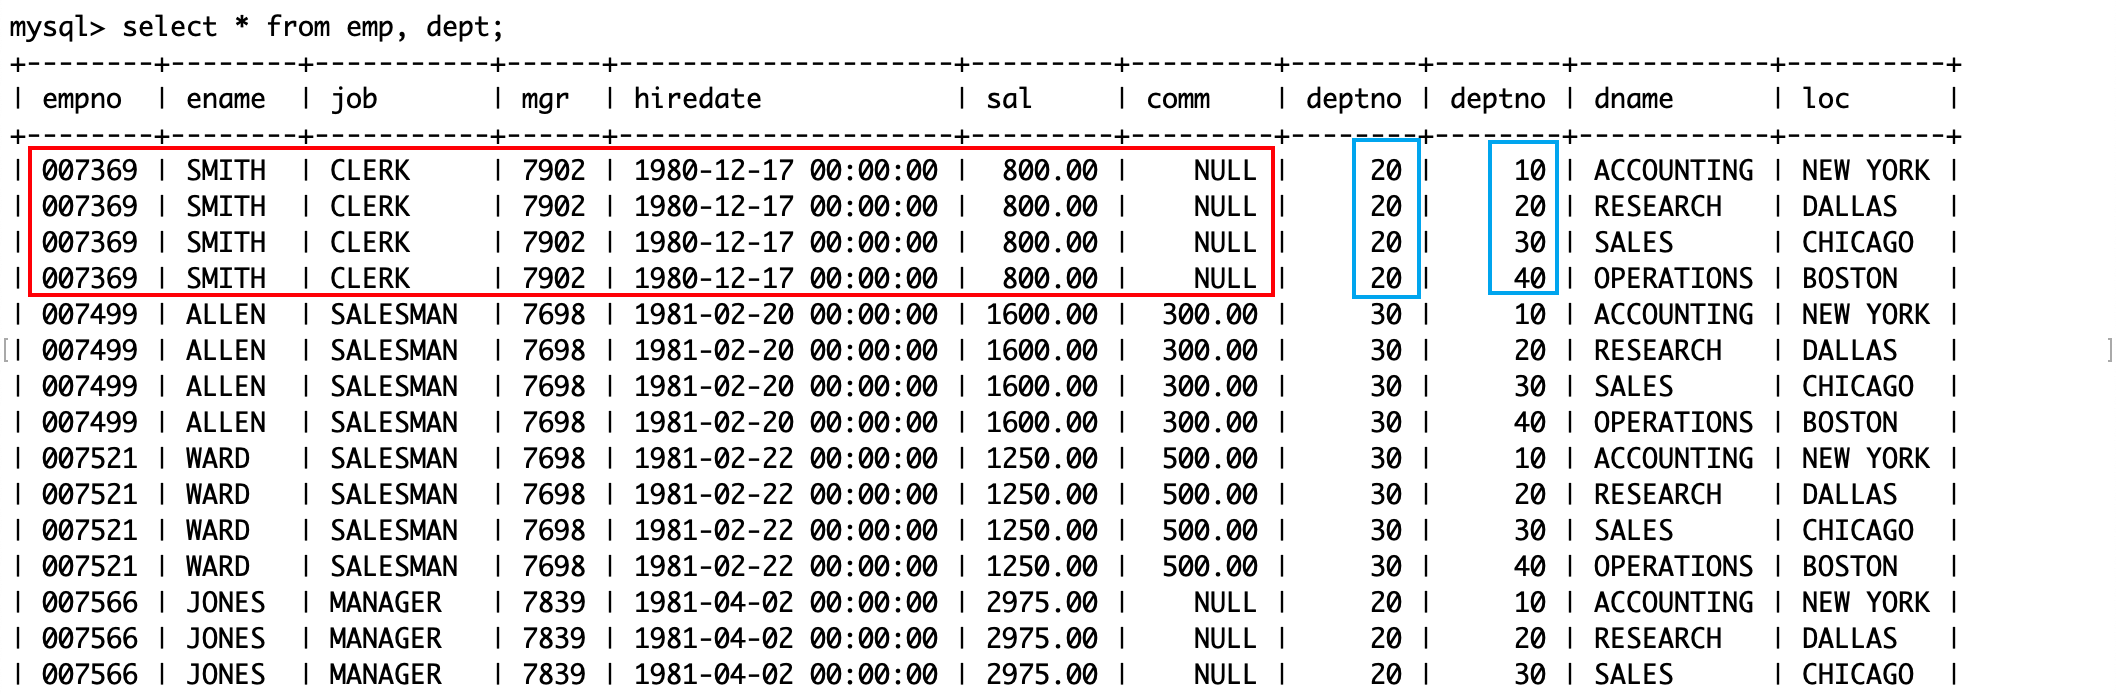 mysql> select * from emp, dept;
+--------+--------+-----------+------+---------------------+---------+---------+--------+--------+------------+----------+
| empno  | ename  | job       | mgr  | hiredate            | sal     | comm    | deptno | deptno | dname      | loc      |
+--------+--------+-----------+------+---------------------+---------+---------+--------+--------+------------+----------+
| 007369 | SMITH  | CLERK     | 7902 | 1980-12-17 00:00:00 |  800.00 |    NULL |     20 |     10 | ACCOUNTING | NEW YORK |
| 007369 | SMITH  | CLERK     | 7902 | 1980-12-17 00:00:00 |  800.00 |    NULL |     20 |     20 | RESEARCH   | DALLAS   |
| 007369 | SMITH  | CLERK     | 7902 | 1980-12-17 00:00:00 |  800.00 |    NULL |     20 |     30 | SALES      | CHICAGO  |
| 007369 | SMITH  | CLERK     | 7902 | 1980-12-17 00:00:00 |  800.00 |    NULL |     20 |     40 | OPERATIONS | BOSTON   |
| 007499 | ALLEN  | SALESMAN  | 7698 | 1981-02-20 00:00:00 | 1600.00 |  300.00 |     30 |     10 | ACCOUNTING | NEW YORK |
| 007499 | ALLEN  | SALESMAN  | 7698 | 1981-02-20 00:00:00 | 1600.00 |  300.00 |     30 |     20 | RESEARCH   | DALLAS   |
| 007499 | ALLEN  | SALESMAN  | 7698 | 1981-02-20 00:00:00 | 1600.00 |  300.00 |     30 |     30 | SALES      | CHICAGO  |
| 007499 | ALLEN  | SALESMAN  | 7698 | 1981-02-20 00:00:00 | 1600.00 |  300.00 |     30 |     40 | OPERATIONS | BOSTON   |
| 007521 | WARD   | SALESMAN  | 7698 | 1981-02-22 00:00:00 | 1250.00 |  500.00 |     30 |     10 | ACCOUNTING | NEW YORK |
| 007521 | WARD   | SALESMAN  | 7698 | 1981-02-22 00:00:00 | 1250.00 |  500.00 |     30 |     20 | RESEARCH   | DALLAS   |
| 007521 | WARD   | SALESMAN  | 7698 | 1981-02-22 00:00:00 | 1250.00 |  500.00 |     30 |     30 | SALES      | CHICAGO  |
| 007521 | WARD   | SALESMAN  | 7698 | 1981-02-22 00:00:00 | 1250.00 |  500.00 |     30 |     40 | OPERATIONS | BOSTON   |
| 007566 | JONES  | MANAGER   | 7839 | 1981-04-02 00:00:00 | 2975.00 |    NULL |     20 |     10 | ACCOUNTING | NEW YORK |
| 007566 | JONES  | MANAGER   | 7839 | 1981-04-02 00:00:00 | 2975.00 |    NULL |     20 |     20 | RESEARCH   | DALLAS   |
| 007566 | JONES  | MANAGER   | 7839 | 1981-04-02 00:00:00 | 2975.00 |    NULL |     20 |     30 | SALES      | CHICAGO  |